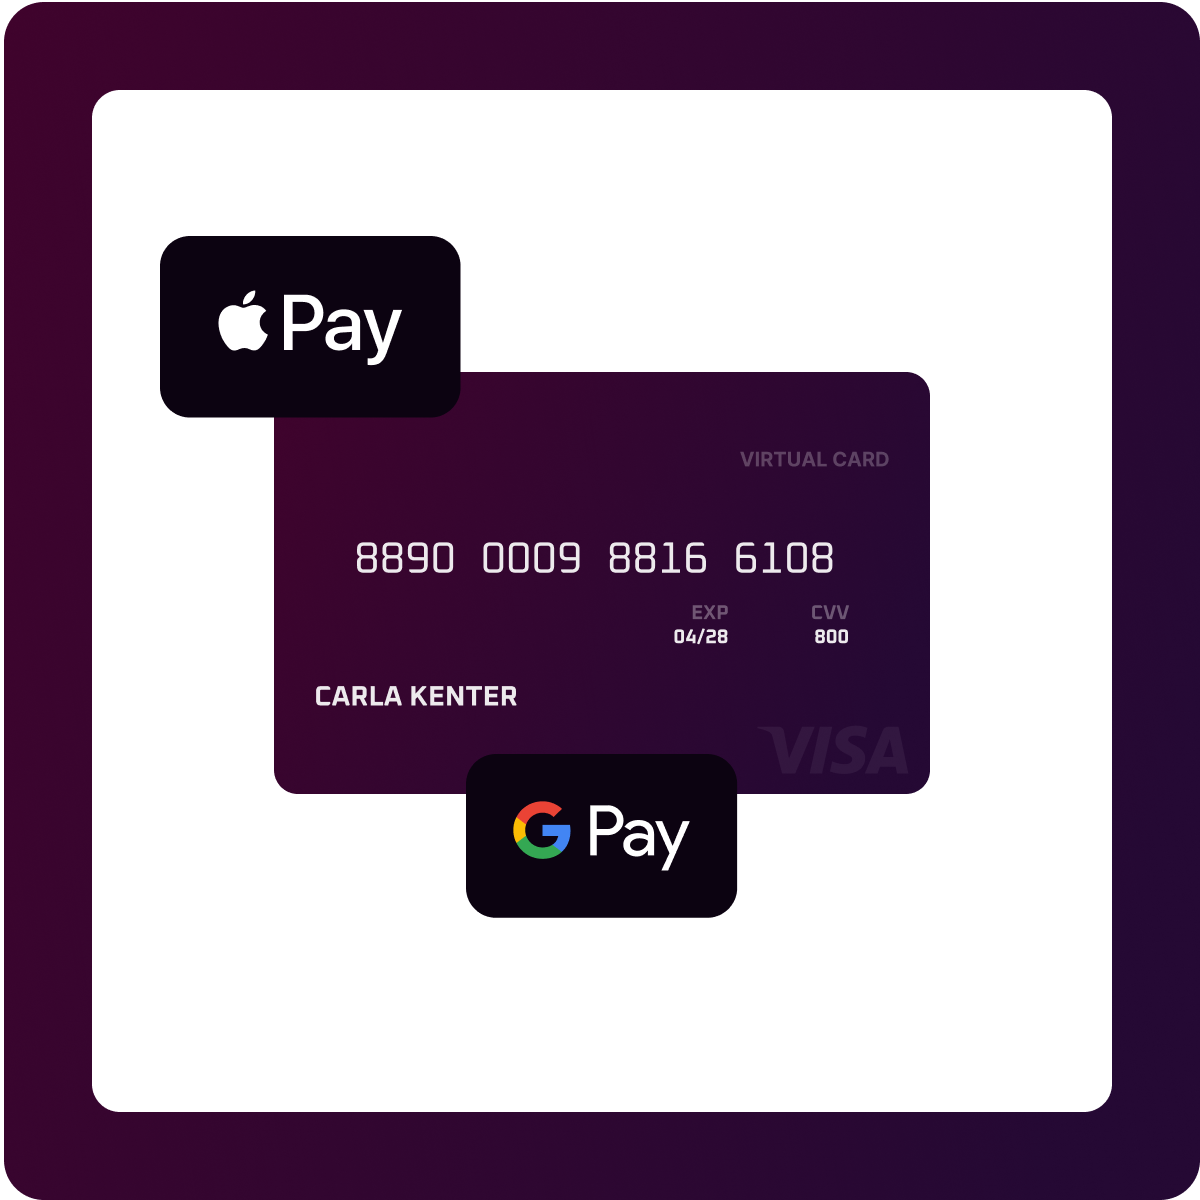 Pay
VIRTUAL CARD
8890 0009 8816 6108
EXP CVV
04/28 800
CARLA KENTER
VISA
G Pay